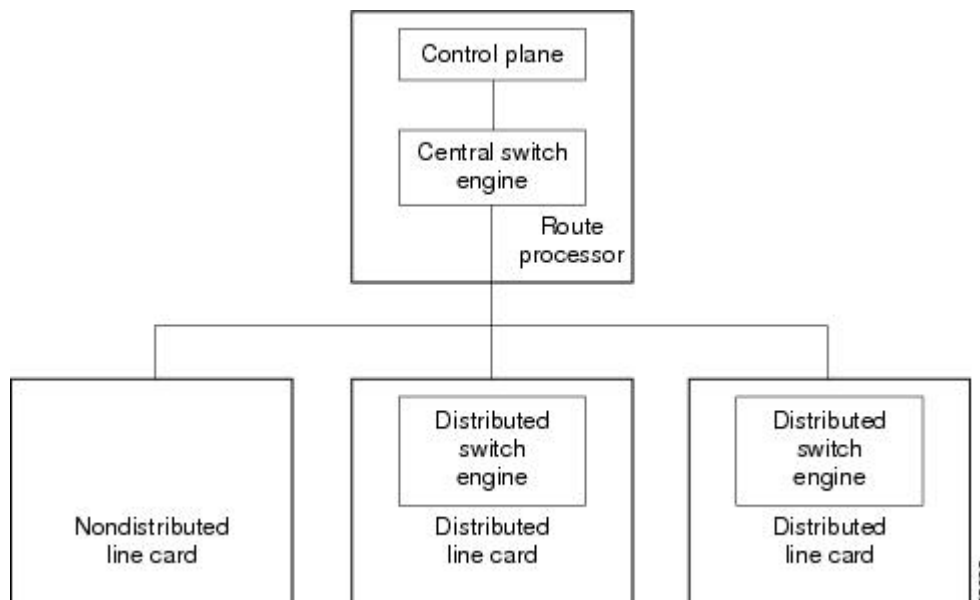 Control plane
Central switch
engine
Route
processor
Distributed
switch
engine
Distributed
switch
engine
Nondistributed
line card
Distributed
line card
Distributed
line card